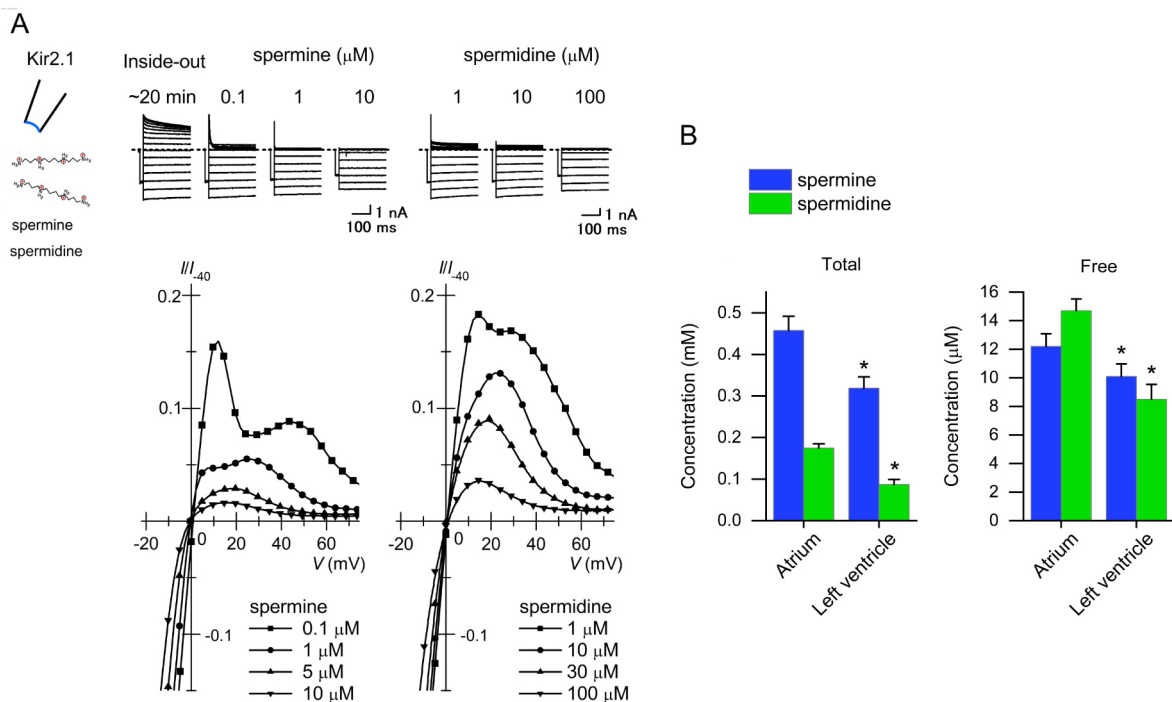 A
Kir2.1
spermine
spermidine
Inside-out
~20 min
spermine (μM)
0.1 1 10
1 nA
100 ms
spermidine (μM)
1 10 100
1 nA
100 ms
I/I-40
0.2
0.1
-0.1
-20 0 20 40 60
V (mV)
spermine
0.1 μM
1 μM
5 μM
10 μM
I/I-40
0.2
0.1
-0.1
-20 0 20 40 60
V (mV)
spermidine
1 μM
10 μM
30 μM
100 μM
B
spermine
spermidine
Total
Concentration (mM)
0.5
0.4
0.3
0.2
0.1
0.0
* *
Atrium
Left ventricle
Free
Concentration (μM)
16
14
12
10
8
6
4
2
0
* *
Atrium
Left ventricle